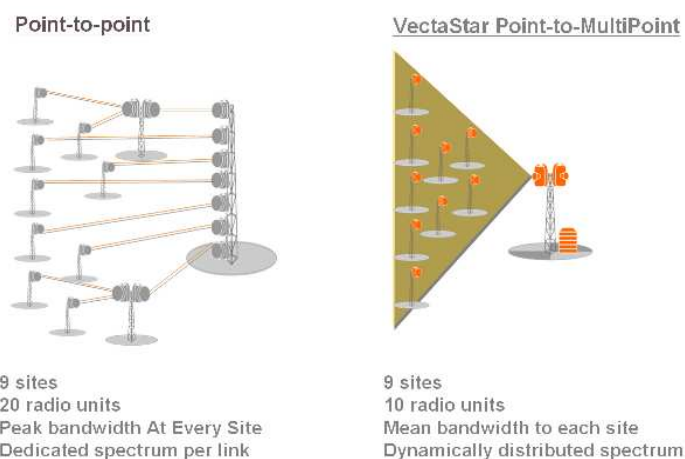 Point-to-point
VectaStar Point-to-MultiPoint
9 sites
20 radio units
Peak bandwidth At Every Site
Dedicated spectrum per link
9 sites
10 radio units
Mean bandwidth to each site
Dynamically distributed spectrum